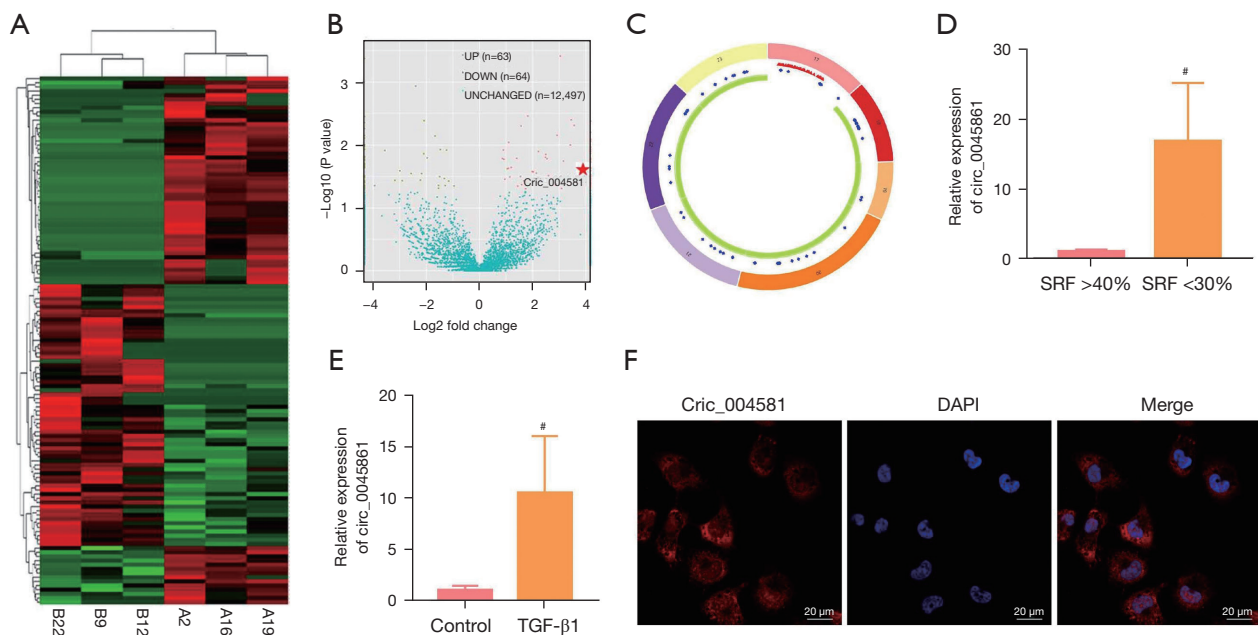 A
B22
B9
B12
A2
A16
A19
B
UP (n=63)
DOWN (n=64)
UNCHANGED (n=12,497)
Cric_004581
−Log10 (P value)
3
2
1
0
−4
−2
0
2
4
Log2 fold change
C
D
Relative expression
of circ_0045861
30
20
10
0
#
SRF >40%
SRF <30%
E
Relative expression
of circ_0045861
20
15
10
5
0
#
Control
TGF-β1
F
Cric_004581
DAPI
Merge
20 μm
20 μm
20 μm